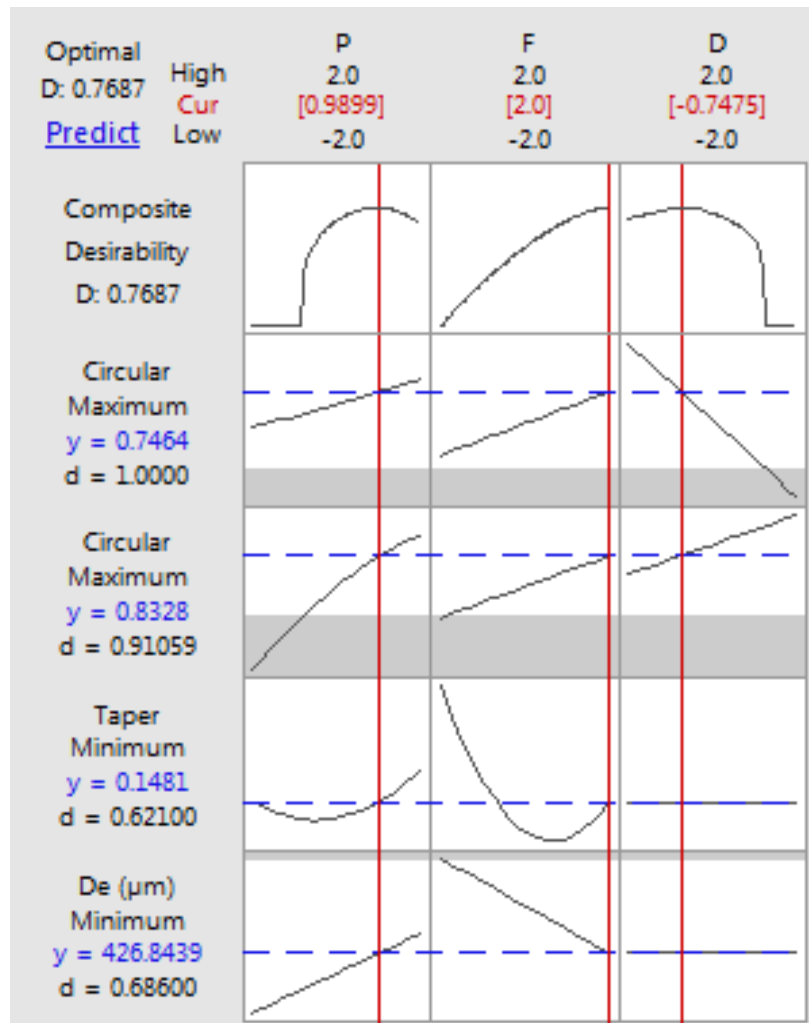 Optimal
D: 0.7687
Predict
High
Cur
Low
P
2.0
[0.9899]
-2.0
F
2.0
[2.0]
-2.0
D
2.0
[-0.7475]
-2.0
Composite
Desirability
D: 0.7687
Circular
Maximum
y = 0.7464
d = 1.0000
Circular
Maximum
y = 0.8328
d = 0.91059
Taper
Minimum
y = 0.1481
d = 0.62100
De (µm)
Minimum
y = 426.8439
d = 0.68600